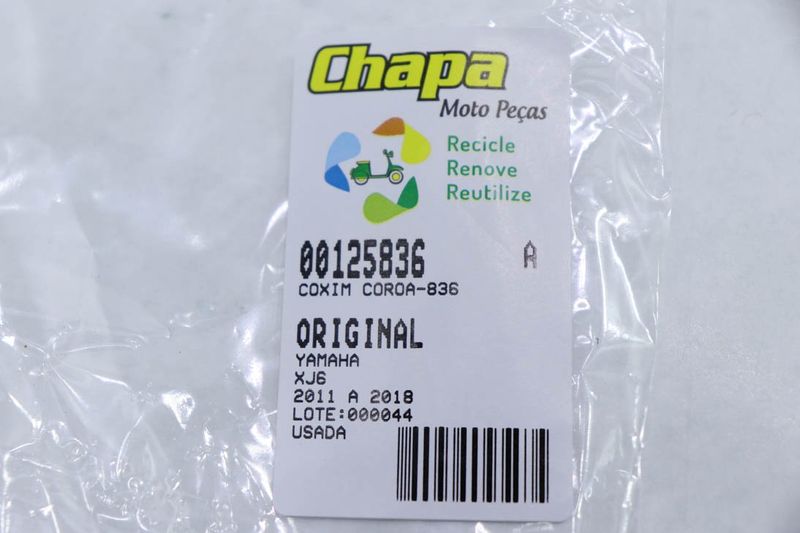 Chapa
Moto Peças
Recicle
Renove
Reutilize
00125836 A
COXIM COROA-836
ORIGINAL
YAMAHA
XJ6
2011 A 2018
LOTE:000044
USADA